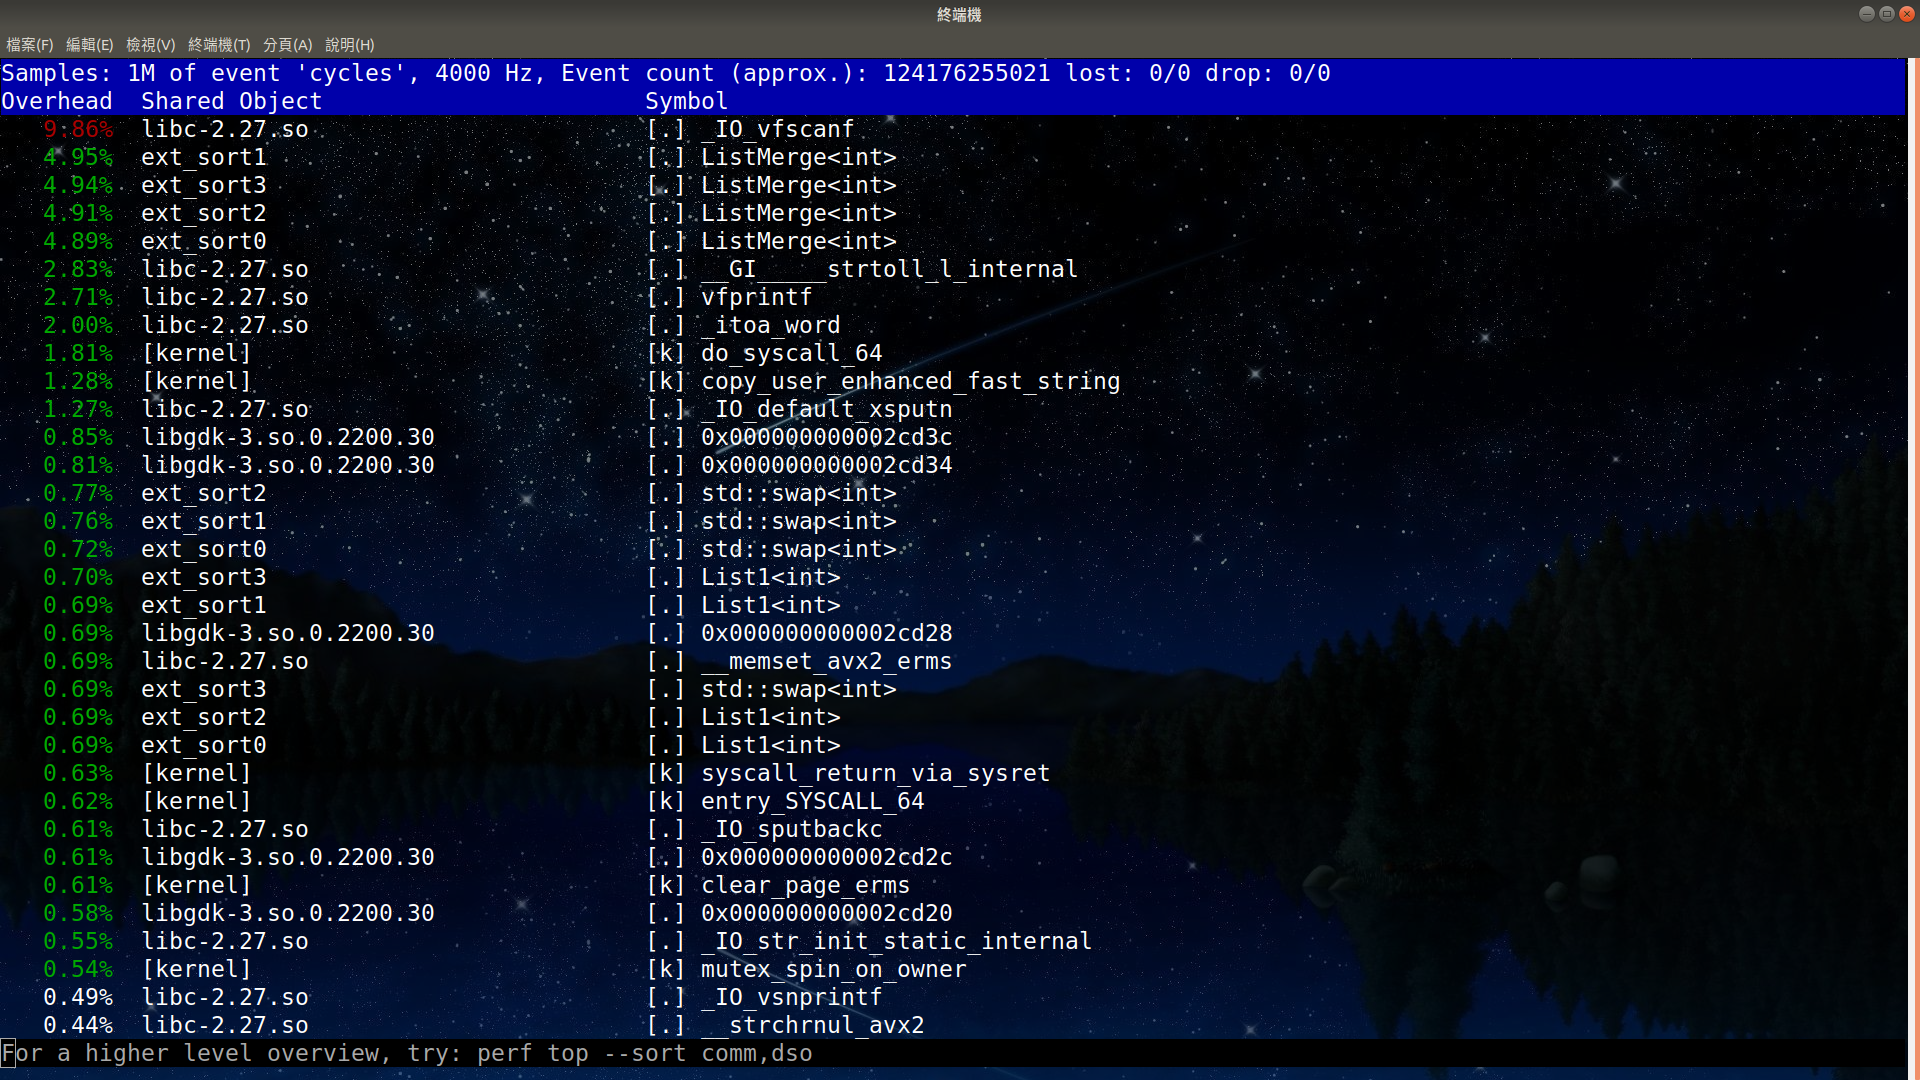 終端機
檔案(F) 編輯(E) 檢視(V) 終端機(T) 分頁(A) 說明(H)
Samples: 1M of event 'cycles', 4000 Hz, Event count (approx.): 124176255021 lost: 0/0 drop: 0/0
Overhead  Shared Object                       Symbol
9.86%  libc-2.27.so  [.] _IO_vfscanf
4.95%  ext_sort1  [.] ListMerge<int>
4.94%  ext_sort3  [.] ListMerge<int>
4.91%  ext_sort2  [.] ListMerge<int>
4.89%  ext_sort0  [.] ListMerge<int>
2.83%  libc-2.27.so  [.] __GI_____strtoll_l_internal
2.71%  libc-2.27.so  [.] vfprintf
2.00%  libc-2.27.so  [.] _itoa_word
1.81%  [kernel]  [k] do_syscall_64
1.28%  [kernel]  [k] copy_user_enhanced_fast_string
1.27%  libc-2.27.so  [.] _IO_default_xsputn
0.85%  libgdk-3.so.0.2200.30  [.] 0x000000000002cd3c
0.81%  libgdk-3.so.0.2200.30  [.] 0x000000000002cd34
0.77%  ext_sort2  [.] std::swap<int>
0.76%  ext_sort1  [.] std::swap<int>
0.72%  ext_sort0  [.] std::swap<int>
0.70%  ext_sort3  [.] List1<int>
0.69%  ext_sort1  [.] List1<int>
0.69%  libgdk-3.so.0.2200.30  [.] 0x000000000002cd28
0.69%  libc-2.27.so  [.] __memset_avx2_erms
0.69%  ext_sort3  [.] std::swap<int>
0.69%  ext_sort2  [.] List1<int>
0.69%  ext_sort0  [.] List1<int>
0.63%  [kernel]  [k] syscall_return_via_sysret
0.62%  [kernel]  [k] entry_SYSCALL_64
0.61%  libc-2.27.so  [.] _IO_sputbackc
0.61%  libgdk-3.so.0.2200.30  [.] 0x000000000002cd2c
0.61%  [kernel]  [k] clear_page_erms
0.58%  libgdk-3.so.0.2200.30  [.] 0x000000000002cd20
0.55%  libc-2.27.so  [.] _IO_str_init_static_internal
0.54%  [kernel]  [k] mutex_spin_on_owner
0.49%  libc-2.27.so  [.] _IO_vsnprintf
0.44%  libc-2.27.so  [.] __strchrnul_avx2
For a higher level overview, try: perf top --sort comm,dso